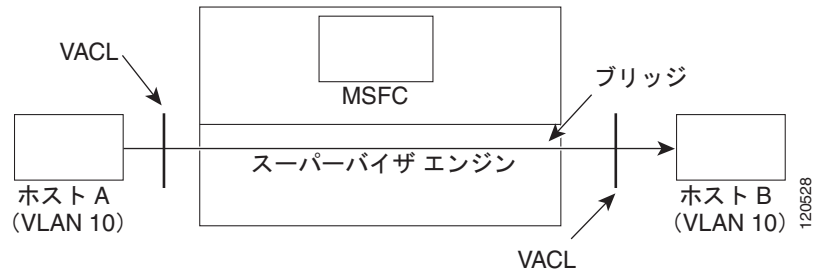 VACL
MSFC
ブリッジ
スーパーバイザ エンジン
ホスト A
（VLAN 10）
ホスト B
（VLAN 10）
VACL
120528